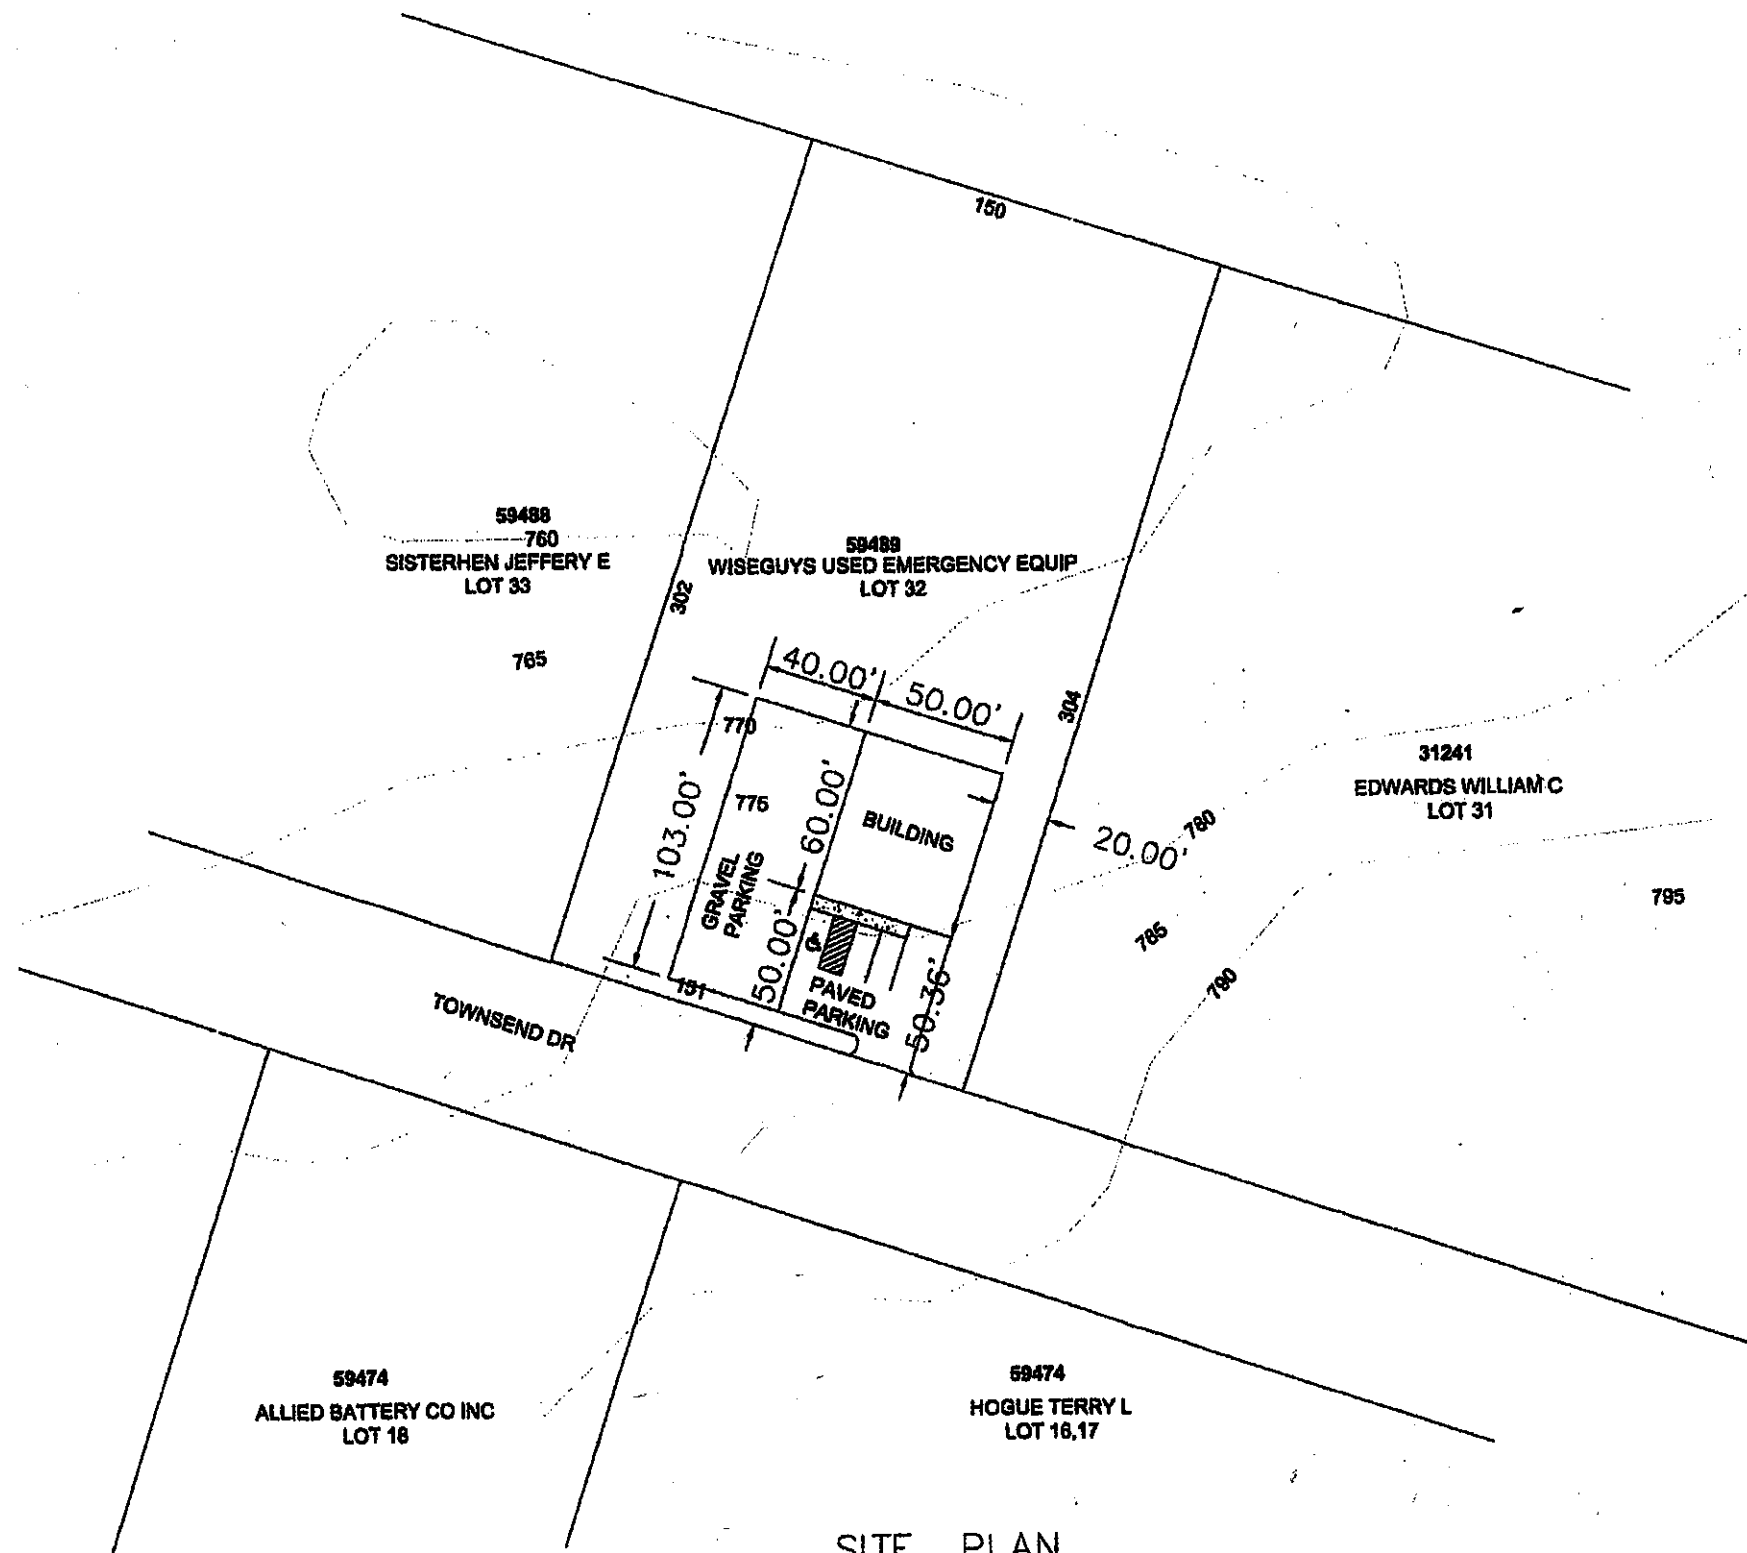 150
59488
760
SISTERHEN JEFFERY E
LOT 33
765
302
59489
WISEGUYS USED EMERGENCY EQUIP
LOT 32
304
40.00'
50.00'
770
775
103.00'
60.00'
BUILDING
GRAVEL
PARKING
50.00'
PAVED
PARKING
50.36'
20.00'
780
31241
EDWARDS WILLIAM C
LOT 31
785
790
795
151
TOWNSEND DR
59474
ALLIED BATTERY CO INC
LOT 18
59474
HOGUE TERRY L
LOT 16,17
SITE PLAN